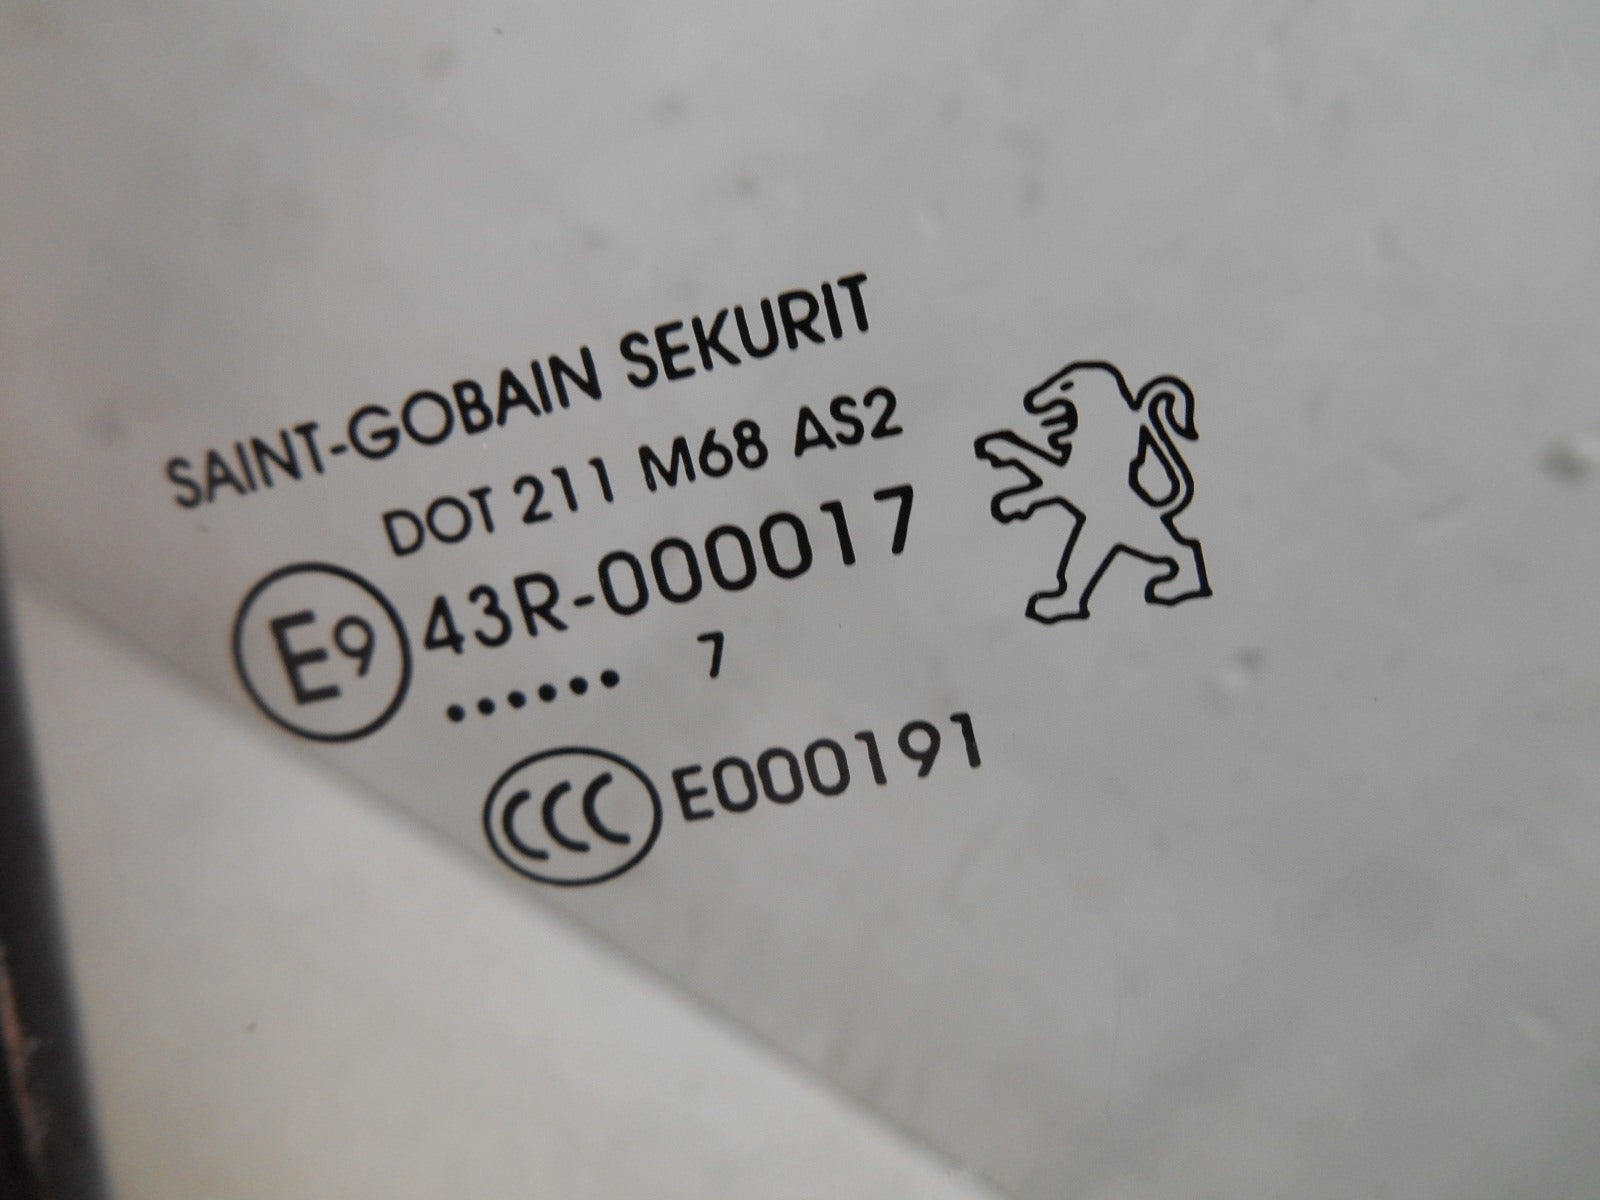 SAINT-GOBAIN SEKURIT
DOT 211 M68 AS2
E9 43R-000017
...... 7
CCC E000191